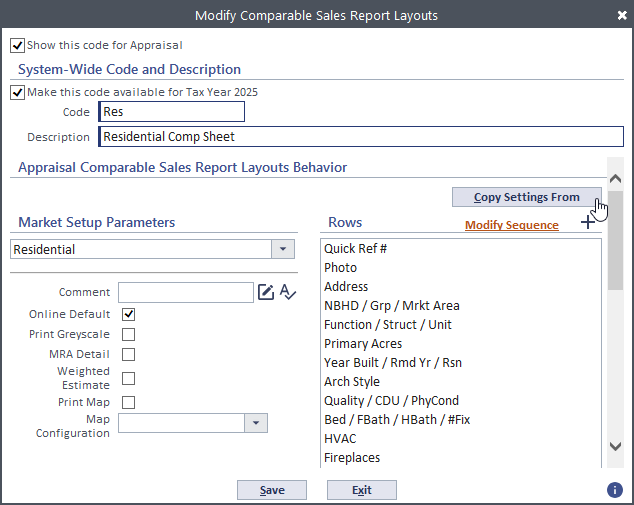 Modify Comparable Sales Report Layouts
Show this code for Appraisal
System-Wide Code and Description
Make this code available for Tax Year 2025
Code Res
Description Residential Comp Sheet
Appraisal Comparable Sales Report Layouts Behavior
Copy Settings From
Market Setup Parameters
Residential
Comment
Online Default
Print Greyscale
MRA Detail
Weighted
Estimate
Print Map
Map
Configuration
Rows Modify Sequence
Quick Ref #
Photo
Address
NBHD / Grp / Mrkt Area
Function / Struct / Unit
Primary Acres
Year Built / Rmd Yr / Rsn
Arch Style
Quality / CDU / PhyCond
Bed / FBath / HBath / #Fix
HVAC
Fireplaces
Save Exit